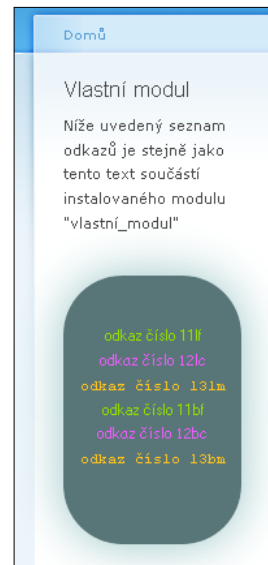 Domů
Vlastní modul
Níže uvedený seznam
odkazů je stejně jako
tento text součástí
instalovaného modulu
"vlastní_modul"
odkaz číslo 11lf
odkaz číslo 12lc
odkaz číslo 13lm
odkaz číslo 11bf
odkaz číslo 12bc
odkaz číslo 13bm